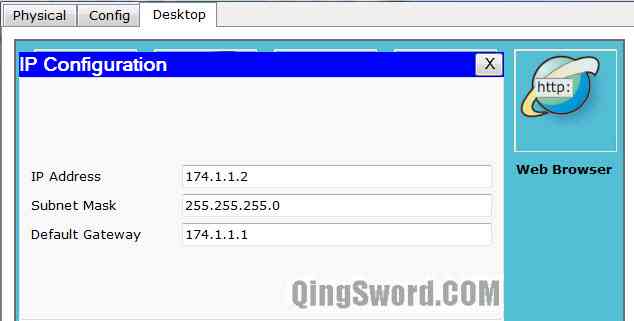 Physical Config Desktop
IP Configuration X
http:
IP Address 174.1.1.2
Web Browser
Subnet Mask 255.255.255.0
Default Gateway 174.1.1.1
QingSword.COM